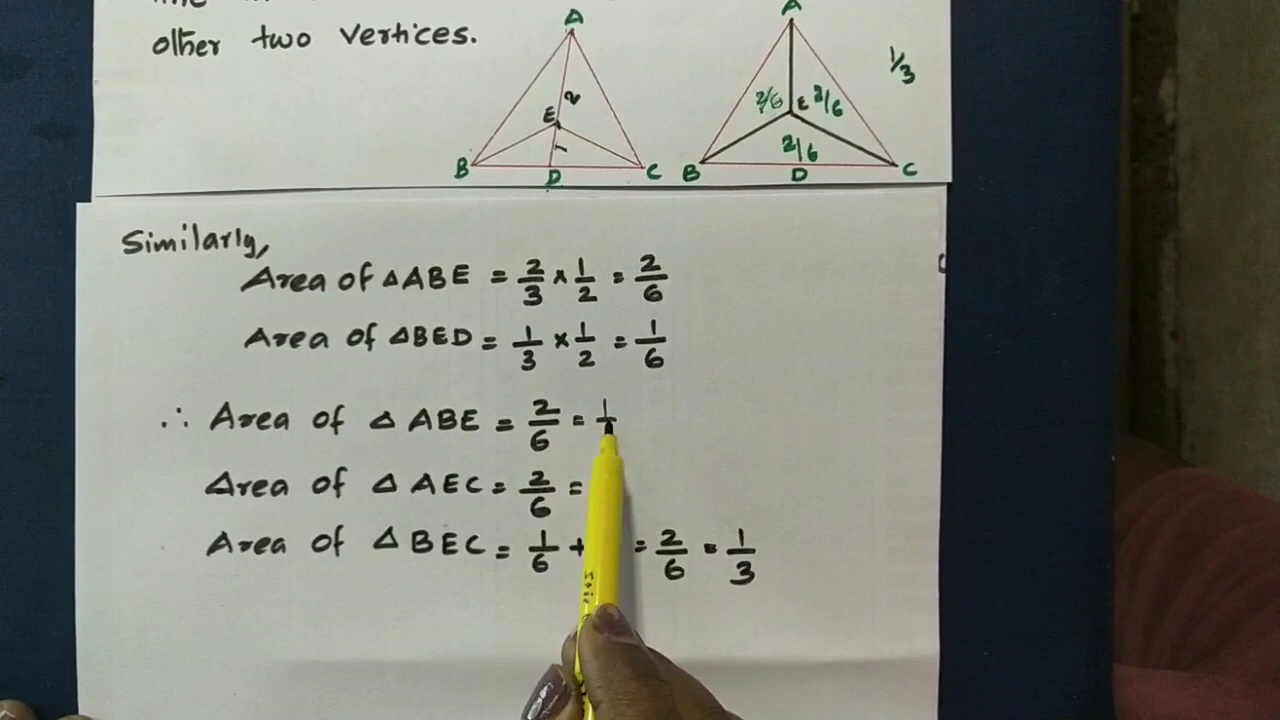 other two vertices.
A
E
2
1
B
D
C
A
2/6
E
2/6
2/6
B
D
C
1/3
Similarly,
Area of △ABE = 2/3 × 1/2 = 2/6
Area of △BED = 1/3 × 1/2 = 1/6
∴ Area of △ ABE = 2/6 = 1
Area of △ AEC = 2/6 =
Area of △ BEC = 1/6 + = 2/6 = 1/3